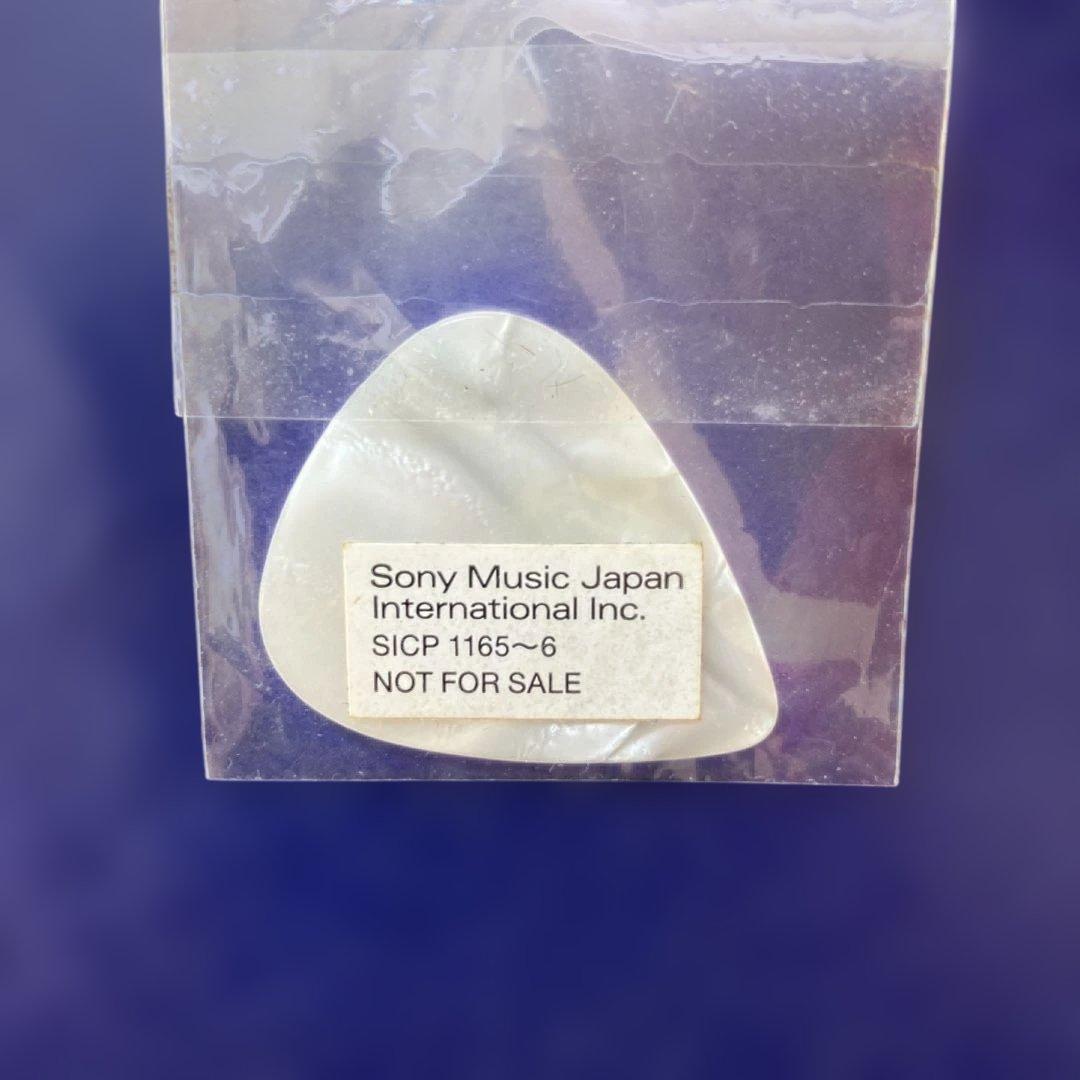 Sony Music Japan
International Inc.
SICP 1165〜6
NOT FOR SALE